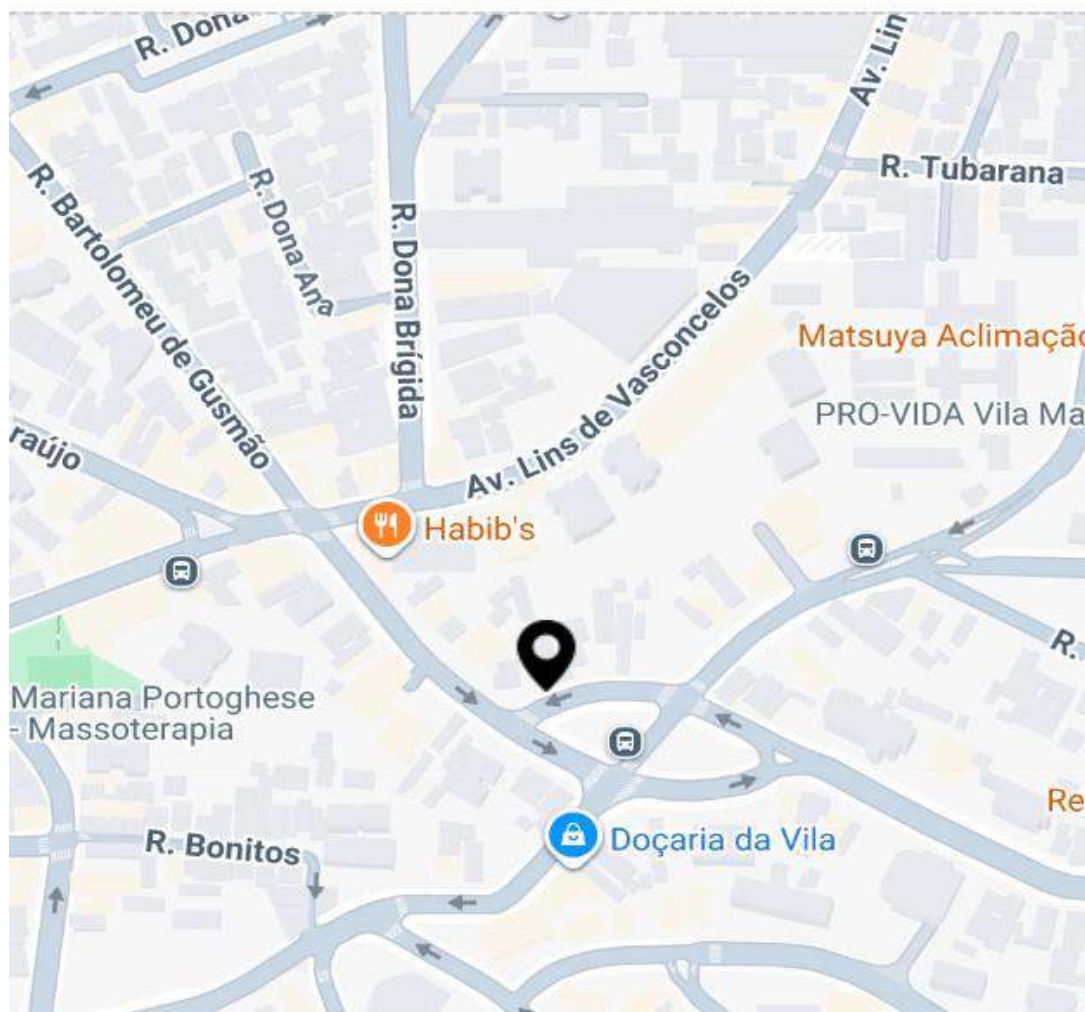 R. Dona
Av. Lin
R. Tubarana
R. Bartolomeu de Gusmão
R. Dona Ana
R. Dona Brígida
Av. Lins de Vasconcelos
Matsuya Aclimação
PRO-VIDA Vila Ma
raújo
Habib's
R.
Mariana Portoghese
- Massoterapia
Re
R. Bonitos
Doçaria da Vila